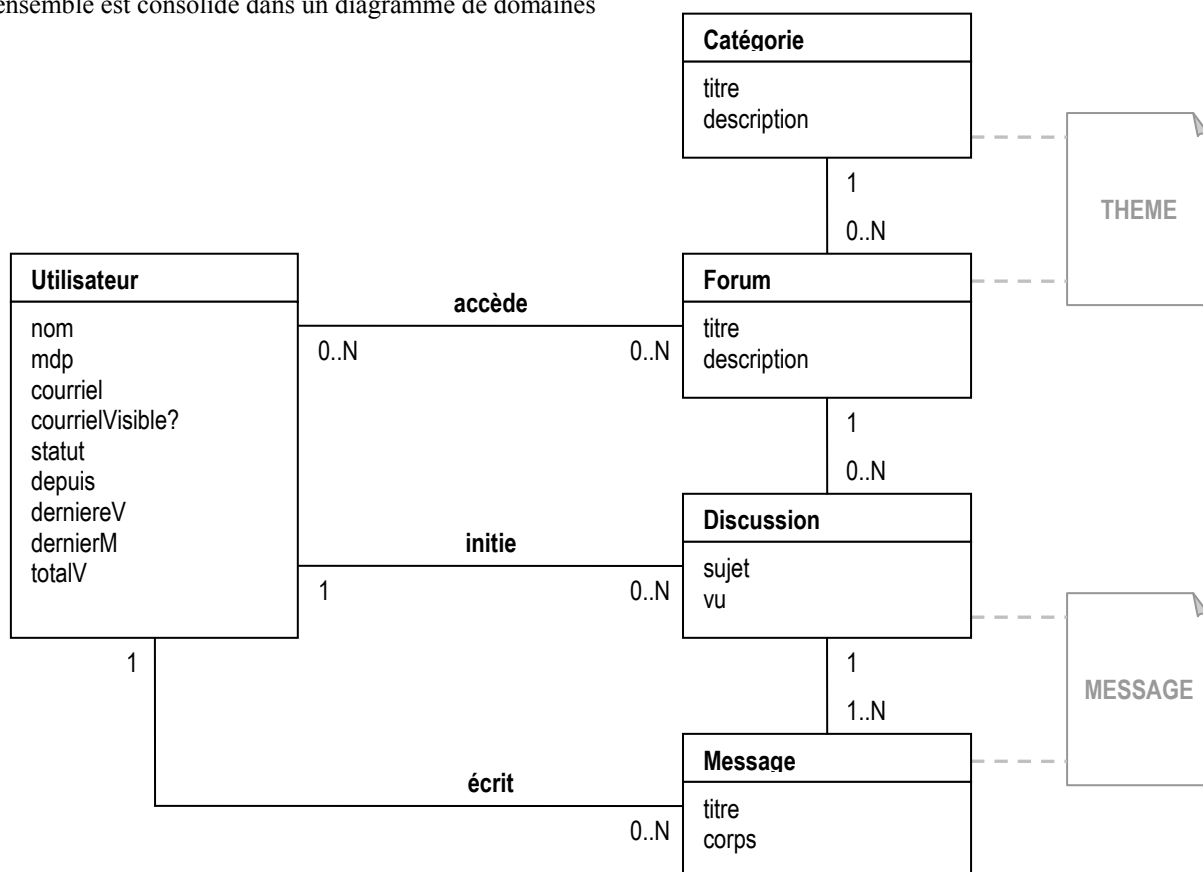 ensemble est consolidé dans un diagramme de domaines
Catégorie
titre
description
1
0..N
THEME
Utilisateur
nom
mdp
courriel
courrielVisible?
statut
depuis
derniereV
dernierM
totalV
accède
0..N
0..N
Forum
titre
description
1
0..N
initie
1
0..N
Discussion
sujet
vu
1
1..N
MESSAGE
1
écrit
0..N
Message
titre
corps